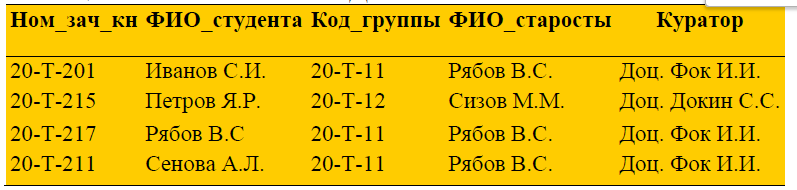 Ном_зач_кн ФИО_студента Код_группы ФИО_старосты Куратор
20-Т-201 Иванов С.И. 20-Т-11 Рябов В.С. Доц. Фок И.И.
20-Т-215 Петров Я.Р. 20-Т-12 Сизов М.М. Доц. Докин С.С.
20-Т-217 Рябов В.С 20-Т-11 Рябов В.С. Доц. Фок И.И.
20-Т-211 Сенова А.Л. 20-Т-11 Рябов В.С. Доц. Фок И.И.